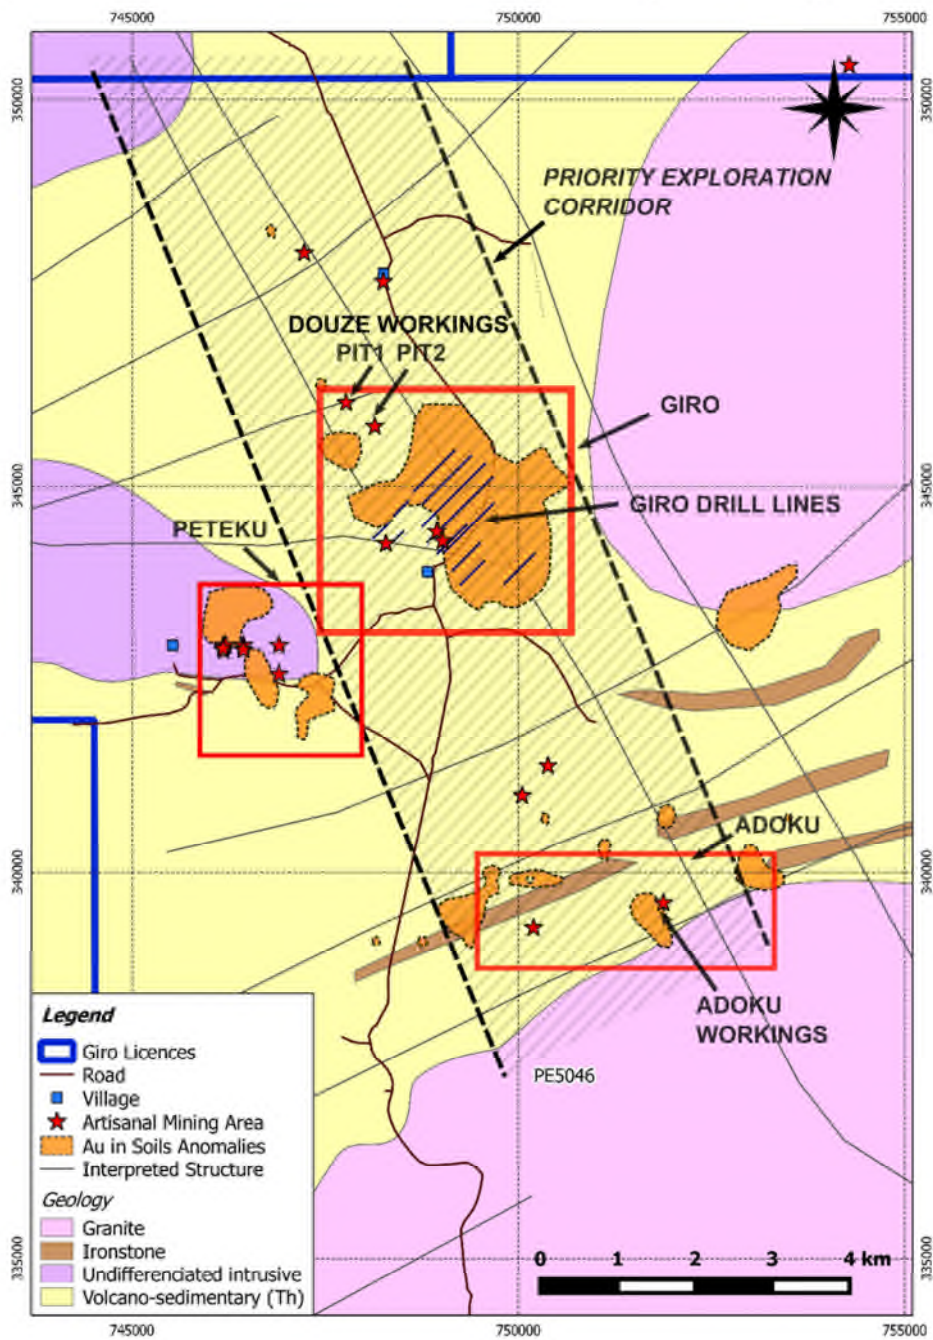 745000
750000
755000
350000
350000
PRIORITY EXPLORATION
CORRIDOR
DOUZE WORKINGS
PIT1 PIT2
GIRO
345000
345000
GIRO DRILL LINES
PETEKU
ADOKU
340000
340000
ADOKU
WORKINGS
PE5046
Legend
Giro Licences
Road
Village
Artisanal Mining Area
Au in Soils Anomalies
Interpreted Structure
Geology
Granite
Ironstone
Undifferenciated intrusive
Volcano-sedimentary (Th)
335000
335000
0 1 2 3 4 km
745000
750000
755000